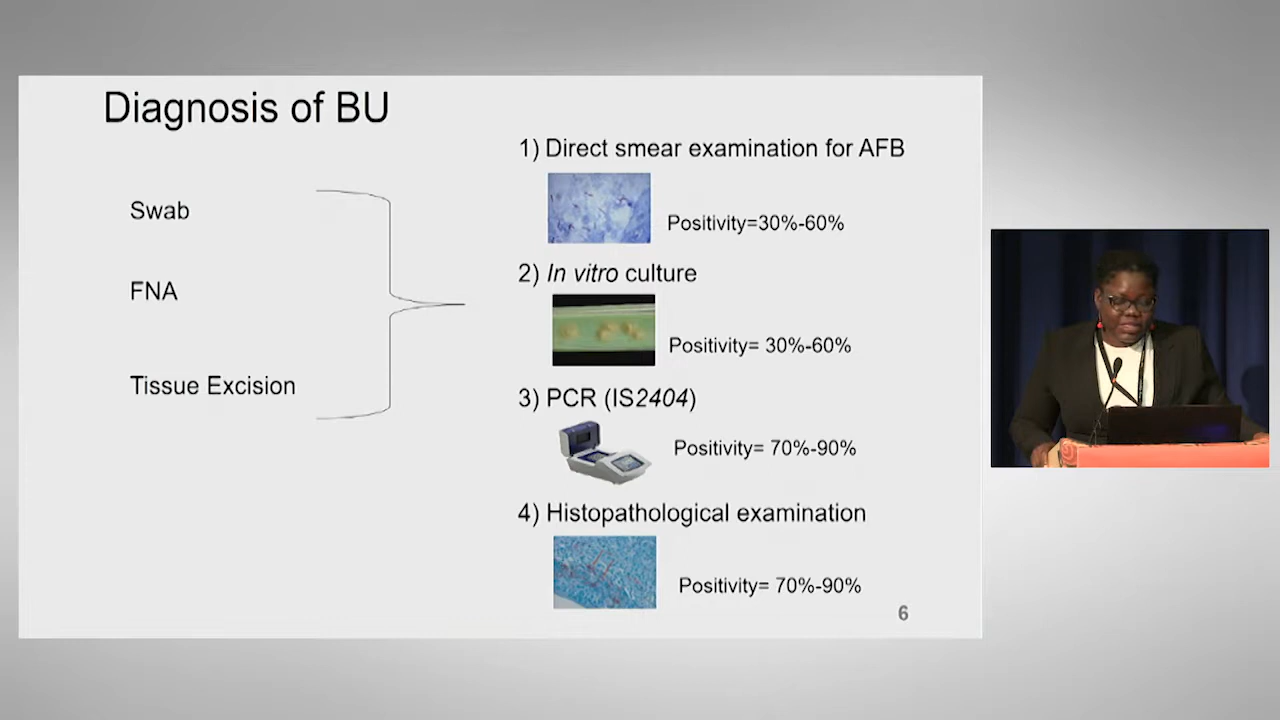 Diagnosis of BU
Swab
FNA
Tissue Excision
1) Direct smear examination for AFB
Positivity=30%-60%
2) In vitro culture
Positivity= 30%-60%
3) PCR (IS2404)
Positivity= 70%-90%
4) Histopathological examination
Positivity= 70%-90%
6